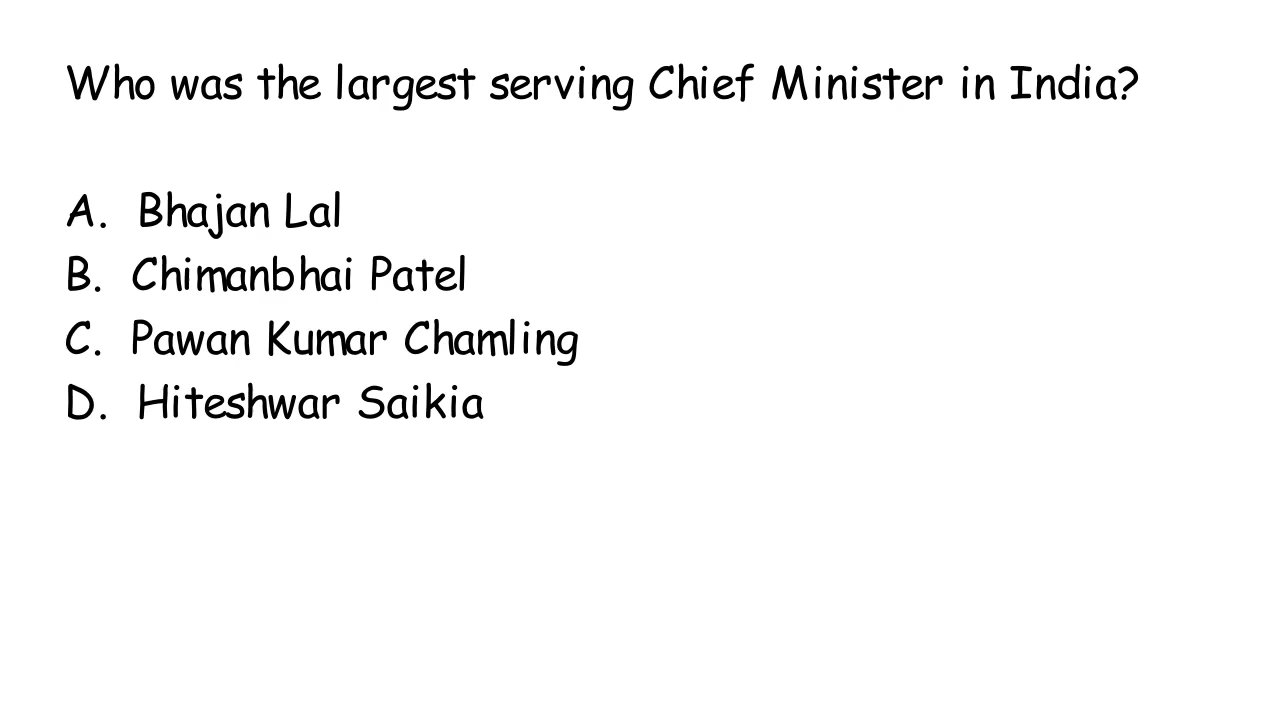 Who was the largest serving Chief Minister in India?
A. Bhajan Lal
B. Chimanbhai Patel
C. Pawan Kumar Chamling
D. Hiteshwar Saikia